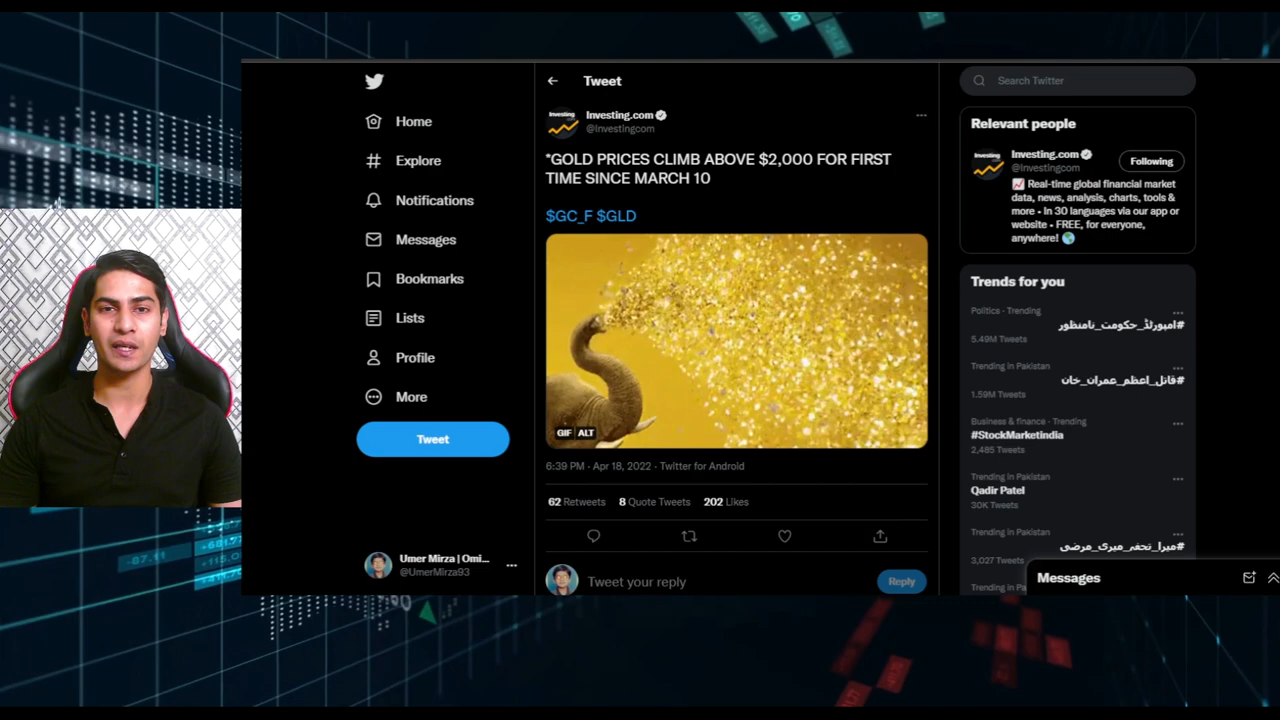 Home
Explore
Notifications
Messages
Bookmarks
Lists
Profile
More
Tweet
Umer Mirza | Omi...
@UmerMirza93
Tweet
Investing.com
@Investingcom
*GOLD PRICES CLIMB ABOVE $2,000 FOR FIRST
TIME SINCE MARCH 10
$GC_F $GLD
GIF ALT
6:39 PM · Apr 18, 2022 · Twitter for Android
62 Retweets 8 Quote Tweets 202 Likes
Tweet your reply
Reply
Search Twitter
Relevant people
Investing.com
@Investingcom
Following
📈 Real-time global financial market
data, news, analysis, charts, tools &
more • In 30 languages via our app or
website • FREE, for everyone,
anywhere! 🌎
Trends for you
Politics · Trending
#امپورٹڈ_حکومت_نامنظور
5.49M Tweets
Trending in Pakistan
#قاتل_اعظم_عمران_خان
1.59M Tweets
Business & finance · Trending
#StockMarketindia
2,485 Tweets
Trending in Pakistan
Qadir Patel
30K Tweets
Trending in Pakistan
3,027 Tweets
Trending in
Messages